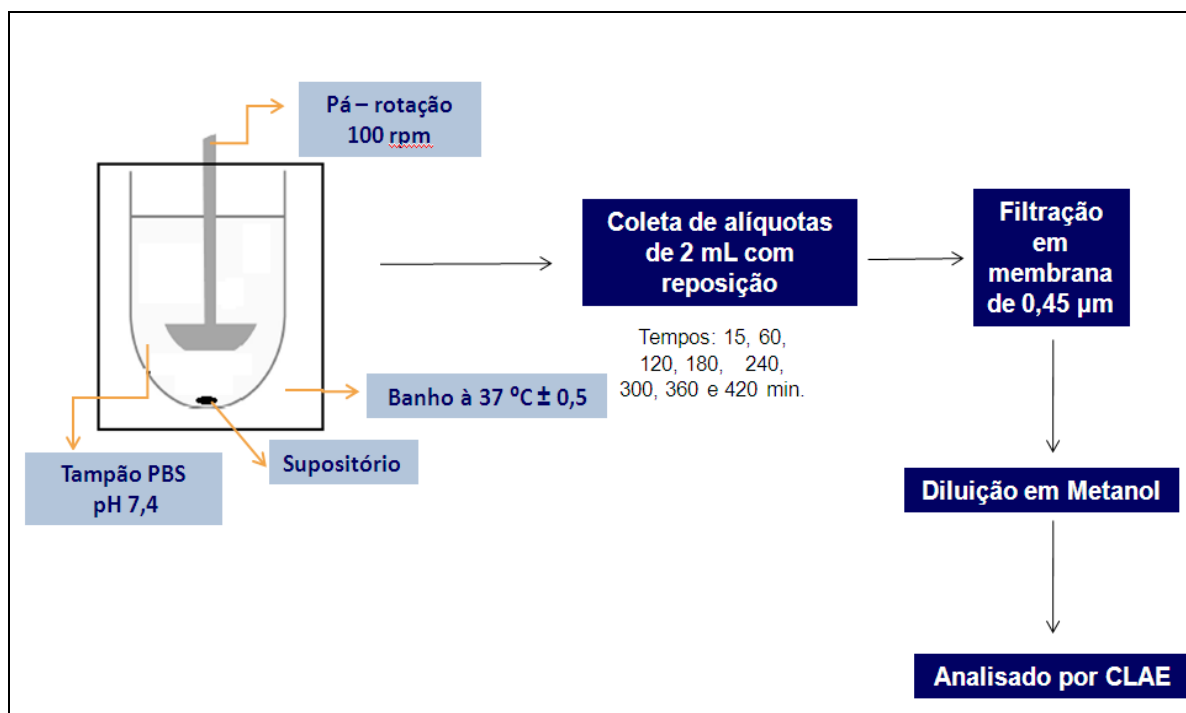 Pá – rotação
100 rpm
Coleta de alíquotas
de 2 mL com
reposição
Filtração
em
membrana
de 0,45 µm
Tempos: 15, 60,
120, 180, 240,
300, 360 e 420 min.
Banho à 37 ºC ± 0,5
Supositório
Tampão PBS
pH 7,4
Diluição em Metanol
Analisado por CLAE